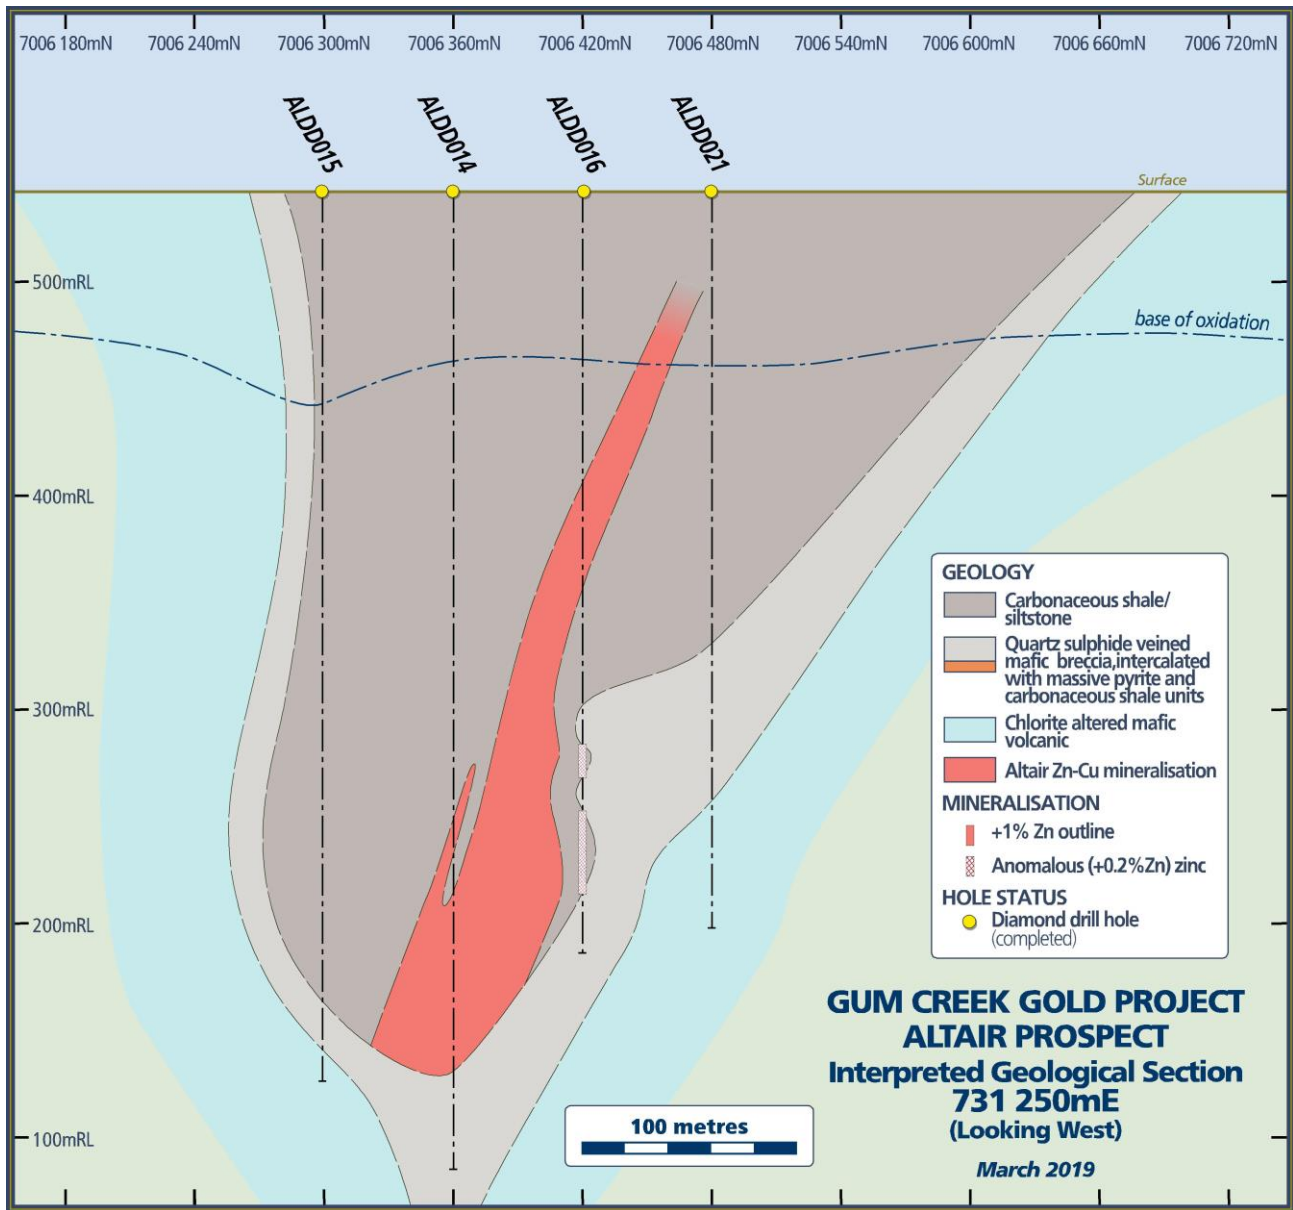 7006 180mN 7006 240mN 7006 300mN 7006 360mN 7006 420mN 7006 480mN 7006 540mN 7006 600mN 7006 660mN 7006 720mN
ALDD015 ALDD014 ALDD016 ALDD021
Surface
500mRL
base of oxidation
400mRL
300mRL
200mRL
100mRL
GEOLOGY
Carbonaceous shale/
siltstone
Quartz sulphide veined
mafic breccia,intercalated
with massive pyrite and
carbonaceous shale units
Chlorite altered mafic
volcanic
Altair Zn-Cu mineralisation
MINERALISATION
+1% Zn outline
Anomalous (+0.2%Zn) zinc
HOLE STATUS
Diamond drill hole
(completed)
GUM CREEK GOLD PROJECT
ALTAIR PROSPECT
Interpreted Geological Section
731 250mE
(Looking West)
March 2019
100 metres